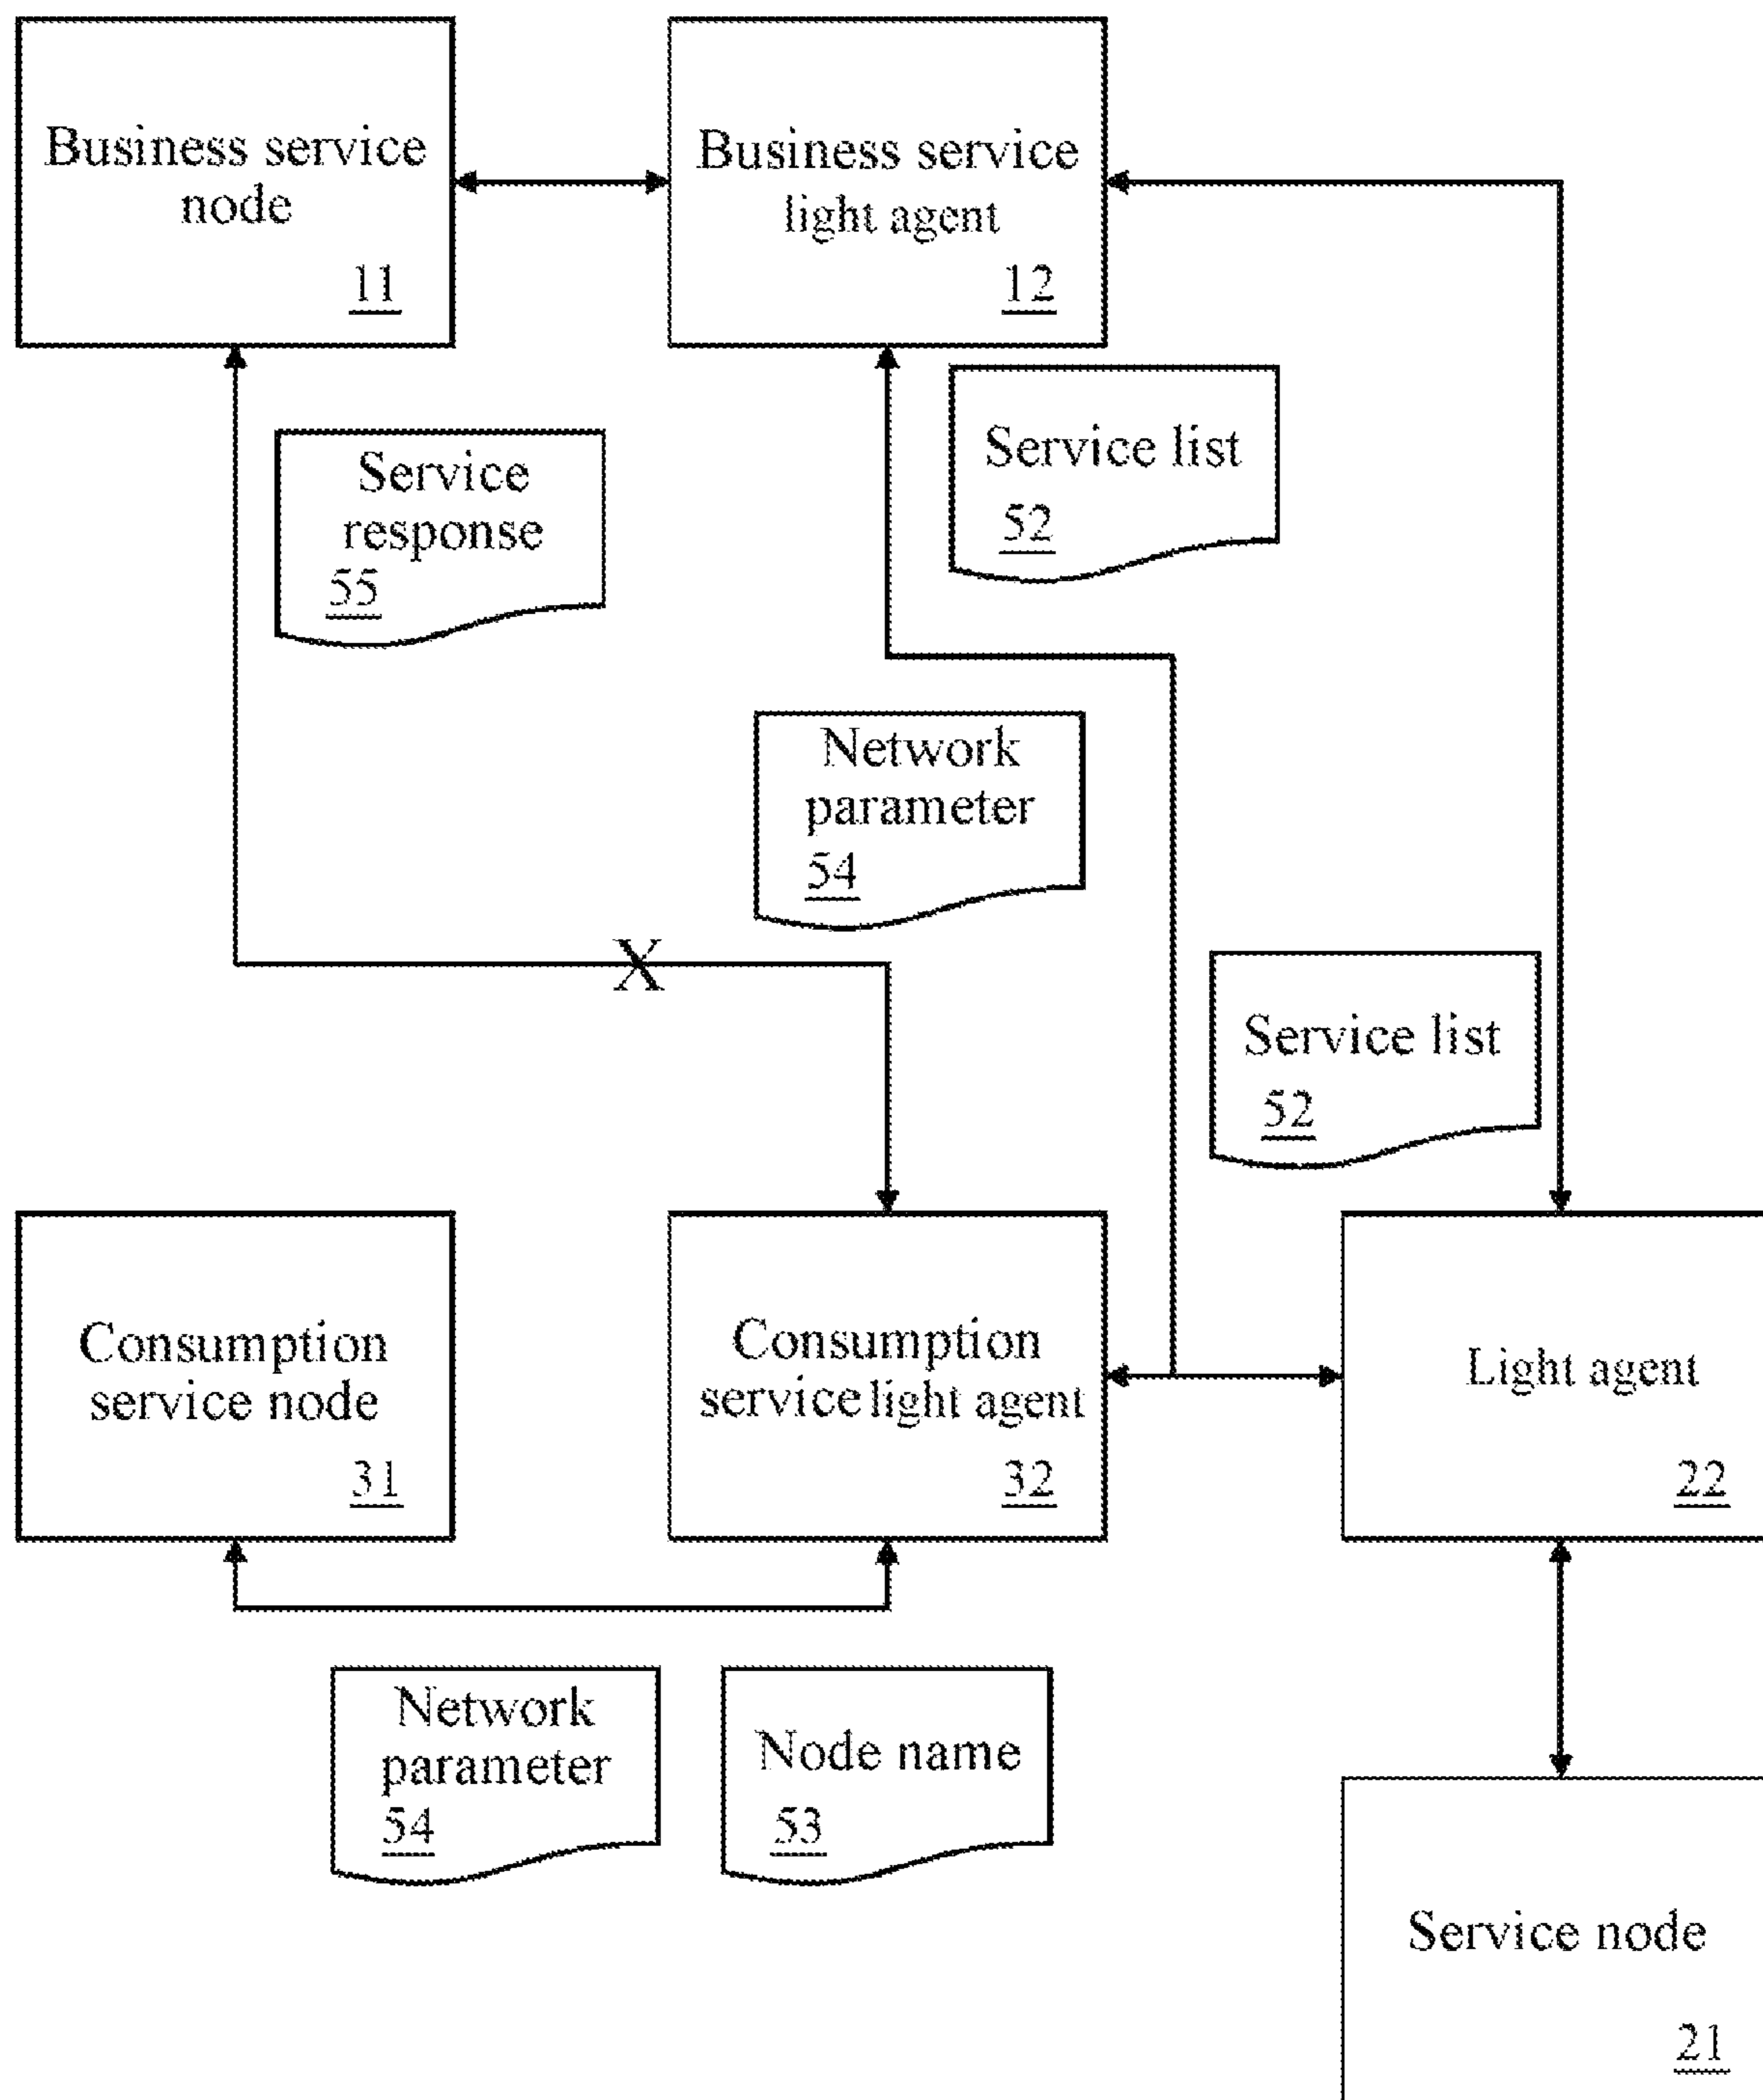 Business service
node
11
Business service
light agent
12
Service list
52
Service
response
55
Network
parameter
54
X
Service list
52
Consumption
service node
31
Consumption
service light agent
32
Light agent
22
Network
parameter
54
Node name
53
Service node
21